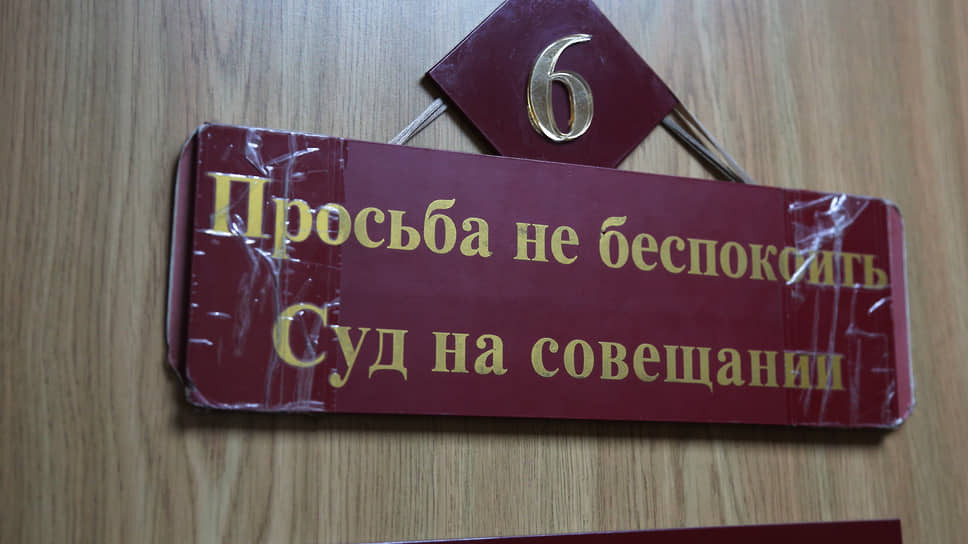 6
Просьба не беспокоить
Суд на совещании